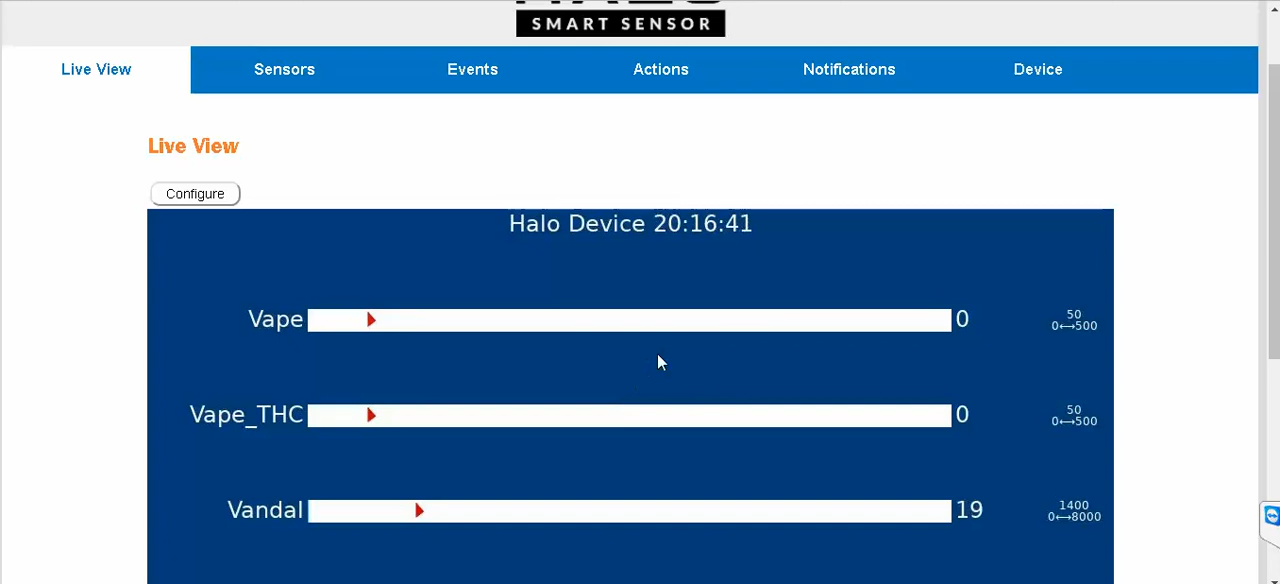 SMART SENSOR
Live View Sensors Events Actions Notifications Device
Live View
Configure
Halo Device 20:16:41
Vape 0 50
0⟷500
Vape_THC 0 50
0⟷500
Vandal 19 1400
0⟷8000